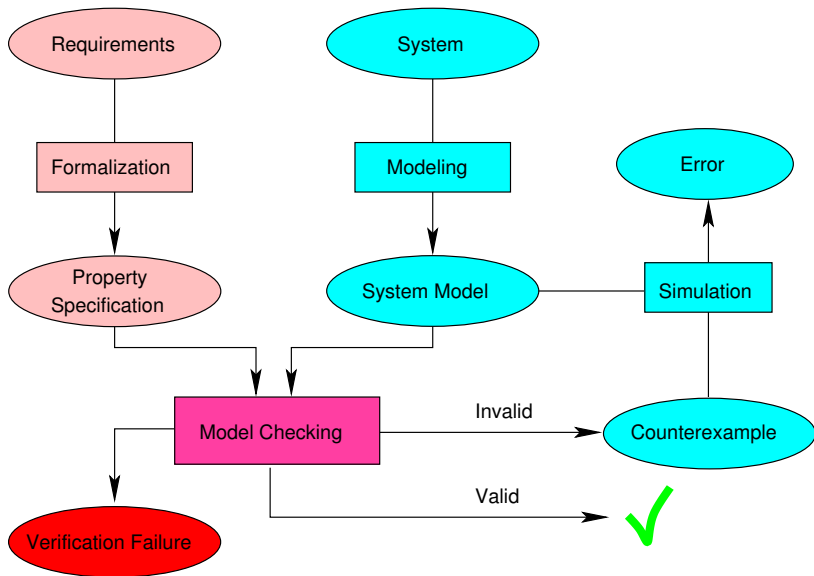 Requirements
System
Formalization
Modeling
Error
Property
Specification
System Model
Simulation
Model Checking
Invalid
Counterexample
Valid
Verification Failure